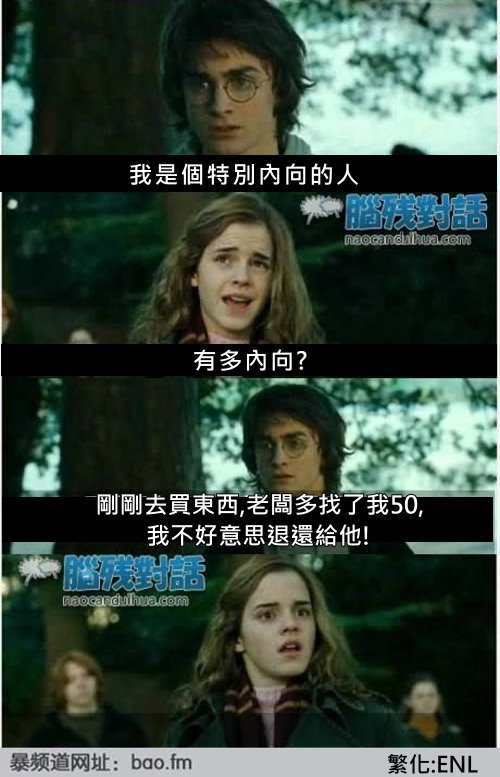 我是個特別內向的人
腦残對話
naocanduihua.com
有多內向?
剛剛去買東西,老闆多找了我50,
我不好意思退還給他!
腦残對話
naocanduihua.com
暴频道网址：bao.fm
繁化:ENL